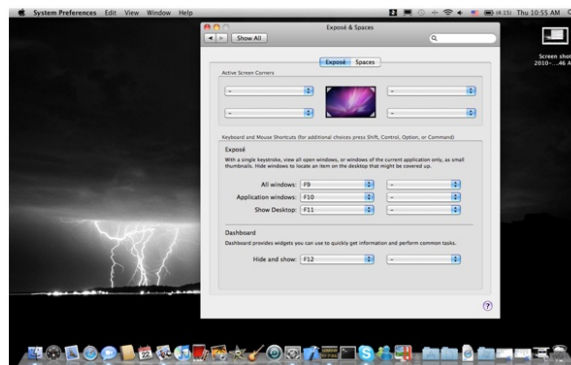 System Preferences Edit View Window Help
(4:15) Thu 10:55 AM
Exposé & Spaces
Show All
Screen shot
2010-...46 A
Exposé Spaces
Active Screen Corners
- -
- -
Keyboard and Mouse Shortcuts (for additional choices press Shift, Control, Option, or Command)
Exposé
With a single keystroke, view all open windows, or windows of the current application only, as small
thumbnails. Hide windows to locate an item on the desktop that might be covered up.
All windows: F9 -
Application windows: F10 -
Show Desktop: F11 -
Dashboard
Dashboard provides widgets you can use to quickly get information and perform common tasks.
Hide and show: F12 -
?